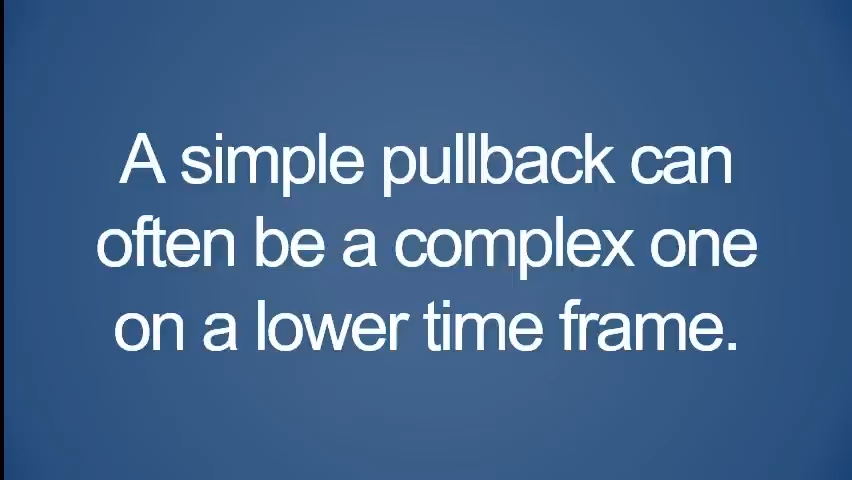 A simple pullback can
often be a complex one
on a lower time frame.